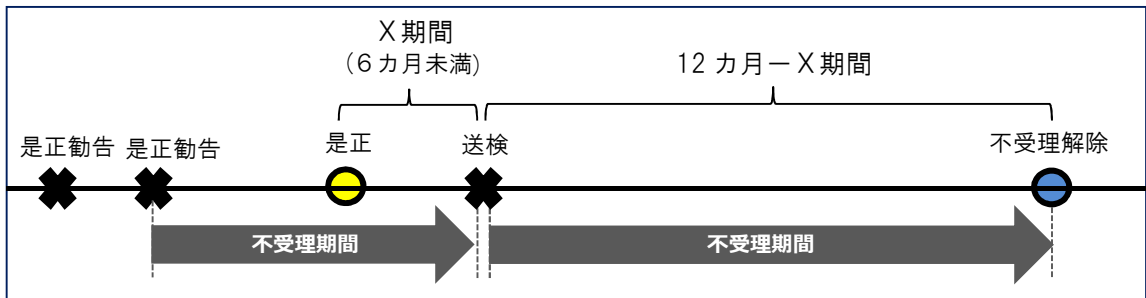 X期間
(6カ月未満)
12カ月－X期間
是正勧告
是正勧告
是正
送検
不受理解除
不受理期間
不受理期間